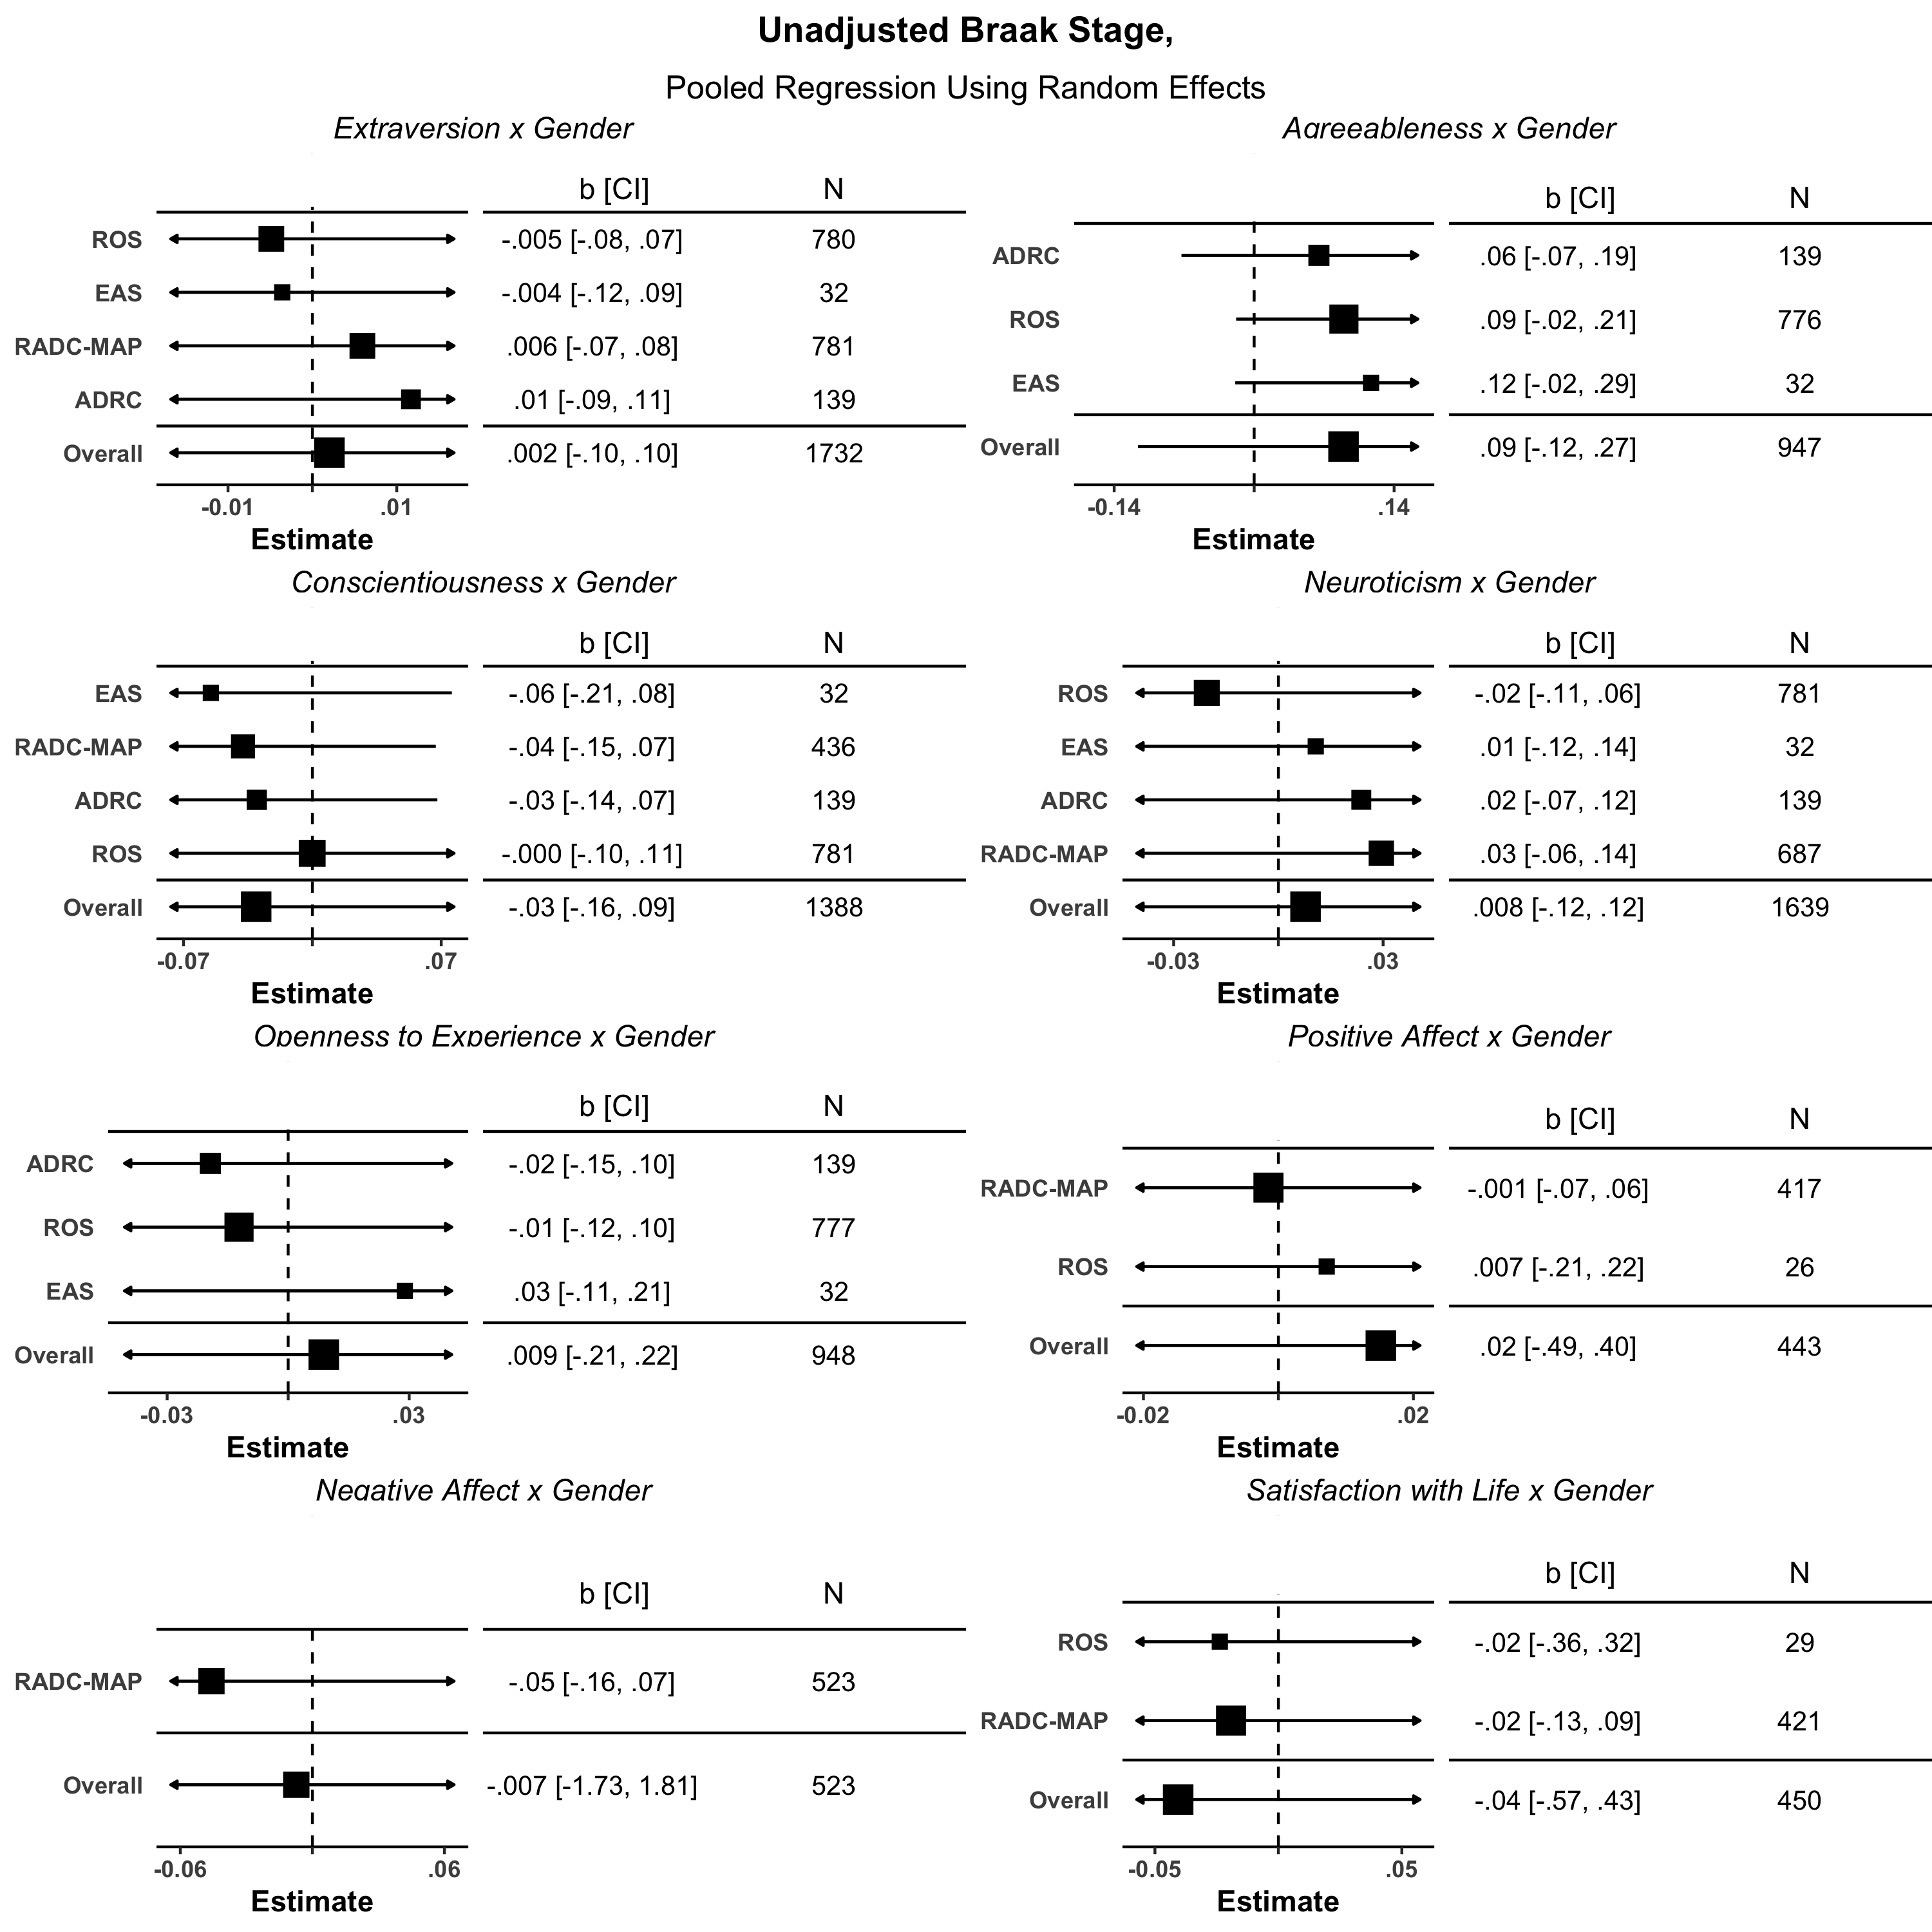 Unadjusted Braak Stage,
Pooled Regression Using Random Effects
Extraversion x Gender
b [CI] N
ROS -.005 [-.08, .07] 780
EAS -.004 [-.12, .09] 32
RADC-MAP .006 [-.07, .08] 781
ADRC .01 [-.09, .11] 139
Overall .002 [-.10, .10] 1732
-0.01 .01
Estimate
Agreeableness x Gender
b [CI] N
ADRC .06 [-.07, .19] 139
ROS .09 [-.02, .21] 776
EAS .12 [-.02, .29] 32
Overall .09 [-.12, .27] 947
-0.14 .14
Estimate
Conscientiousness x Gender
b [CI] N
EAS -.06 [-.21, .08] 32
RADC-MAP -.04 [-.15, .07] 436
ADRC -.03 [-.14, .07] 139
ROS -.000 [-.10, .11] 781
Overall -.03 [-.16, .09] 1388
-0.07 .07
Estimate
Neuroticism x Gender
b [CI] N
ROS -.02 [-.11, .06] 781
EAS .01 [-.12, .14] 32
ADRC .02 [-.07, .12] 139
RADC-MAP .03 [-.06, .14] 687
Overall .008 [-.12, .12] 1639
-0.03 .03
Estimate
Openness to Experience x Gender
b [CI] N
ADRC -.02 [-.15, .10] 139
ROS -.01 [-.12, .10] 777
EAS .03 [-.11, .21] 32
Overall .009 [-.21, .22] 948
-0.03 .03
Estimate
Positive Affect x Gender
b [CI] N
RADC-MAP -.001 [-.07, .06] 417
ROS .007 [-.21, .22] 26
Overall .02 [-.49, .40] 443
-0.02 .02
Estimate
Negative Affect x Gender
b [CI] N
RADC-MAP -.05 [-.16, .07] 523
Overall -.007 [-1.73, 1.81] 523
-0.06 .06
Estimate
Satisfaction with Life x Gender
b [CI] N
ROS -.02 [-.36, .32] 29
RADC-MAP -.02 [-.13, .09] 421
Overall -.04 [-.57, .43] 450
-0.05 .05
Estimate